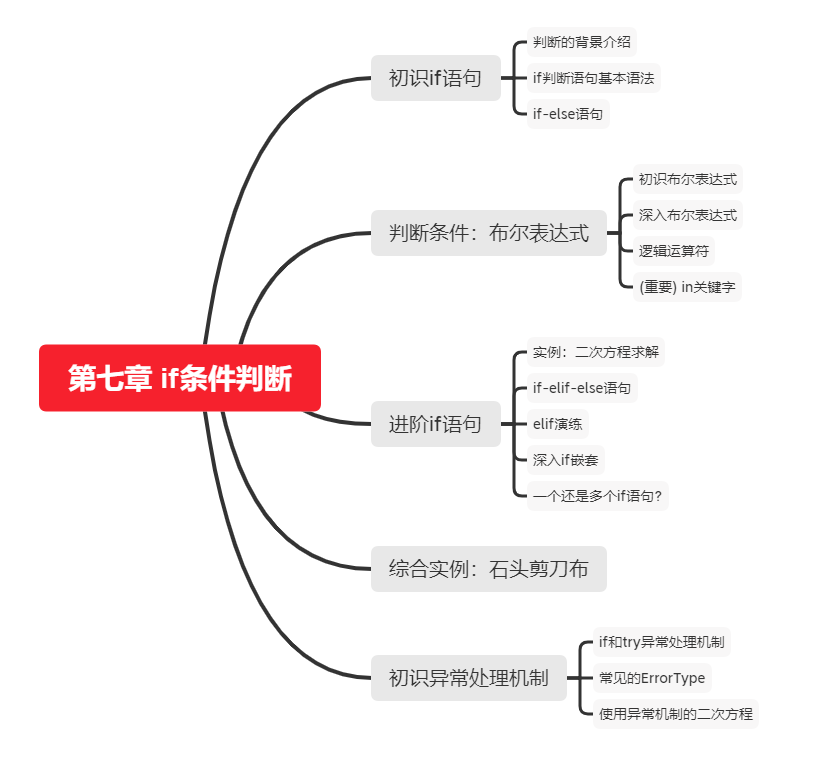 第七章 if条件判断
初识if语句
判断的背景介绍
if判断语句基本语法
if-else语句
判断条件：布尔表达式
初识布尔表达式
深入布尔表达式
逻辑运算符
(重要) in关键字
进阶if语句
实例：二次方程求解
if-elif-else语句
elif演练
深入if嵌套
一个还是多个if语句？
综合实例：石头剪刀布
初识异常处理机制
if和try异常处理机制
常见的ErrorType
使用异常机制的二次方程